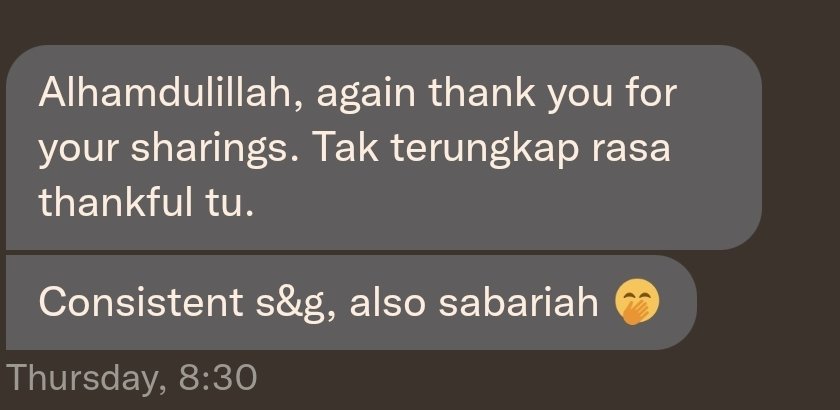 Alhamdulillah, again thank you for
your sharings. Tak terungkap rasa
thankful tu.
Consistent s&g, also sabariah 🤭
Thursday, 8:30